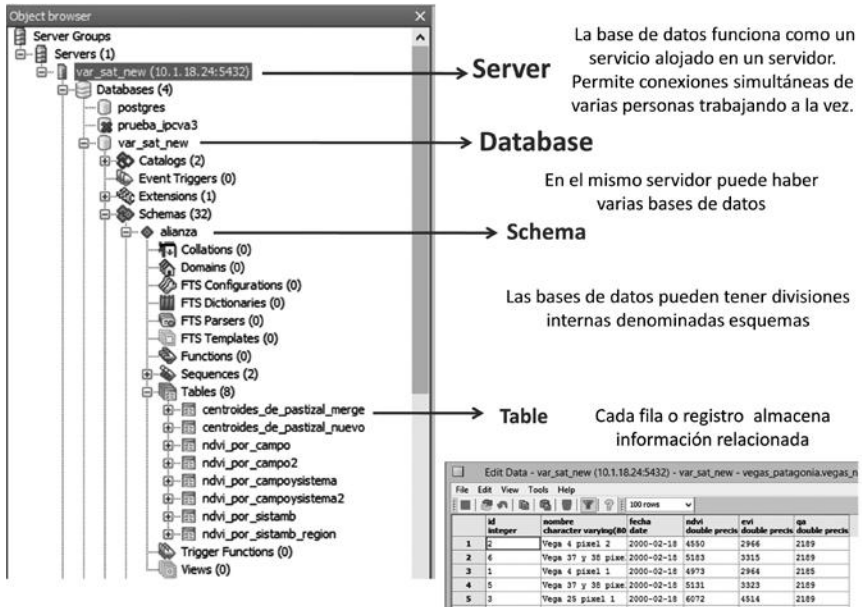 Object browser
Server Groups
Servers (1)
var_sat_new (10.1.18.24:5432)
Databases (4)
postgres
prueba_ipcva3
var_sat_new
Catalogs (2)
Event Triggers (0)
Extensions (1)
Schemas (32)
alianza
Collations (0)
Domains (0)
FTS Configurations (0)
FTS Dictionaries (0)
FTS Parsers (0)
FTS Templates (0)
Functions (0)
Sequences (2)
Tables (8)
centroides_de_pastizal_merge
centroides_de_pastizal_nuevo
ndvi_por_campo
ndvi_por_campo2
ndvi_por_campoysistema
ndvi_por_campoysistema2
ndvi_por_sistamb
ndvi_por_sistamb_region
Trigger Functions (0)
Views (0)
Server
La base de datos funciona como un
servicio alojado en un servidor.
Permite conexiones simultáneas de
varias personas trabajando a la vez.
Database
En el mismo servidor puede haber
varias bases de datos
Schema
Las bases de datos pueden tener divisiones
internas denominadas esquemas
Table
Cada fila o registro almacena
información relacionada
Edit Data - var_sat_new (10.1.18.24:5432) - var_sat_new - vegas_patagonia.vegas_n
File Edit View Tools Help
100 rows
id nombre fecha ndvi evi qa
integer character varying(80 date double precis double precis double precis
1 2 Vega 4 pixel 2 2000-02-18 4550 2966 2189
2 6 Vega 37 y 38 pixe 2000-02-18 5183 3315 2189
3 1 Vega 4 pixel 1 2000-02-18 4973 2964 2185
4 5 Vega 37 y 38 pixe 2000-02-18 5131 3323 2189
5 3 Vega 25 pixel 1 2000-02-18 6072 4514 2189